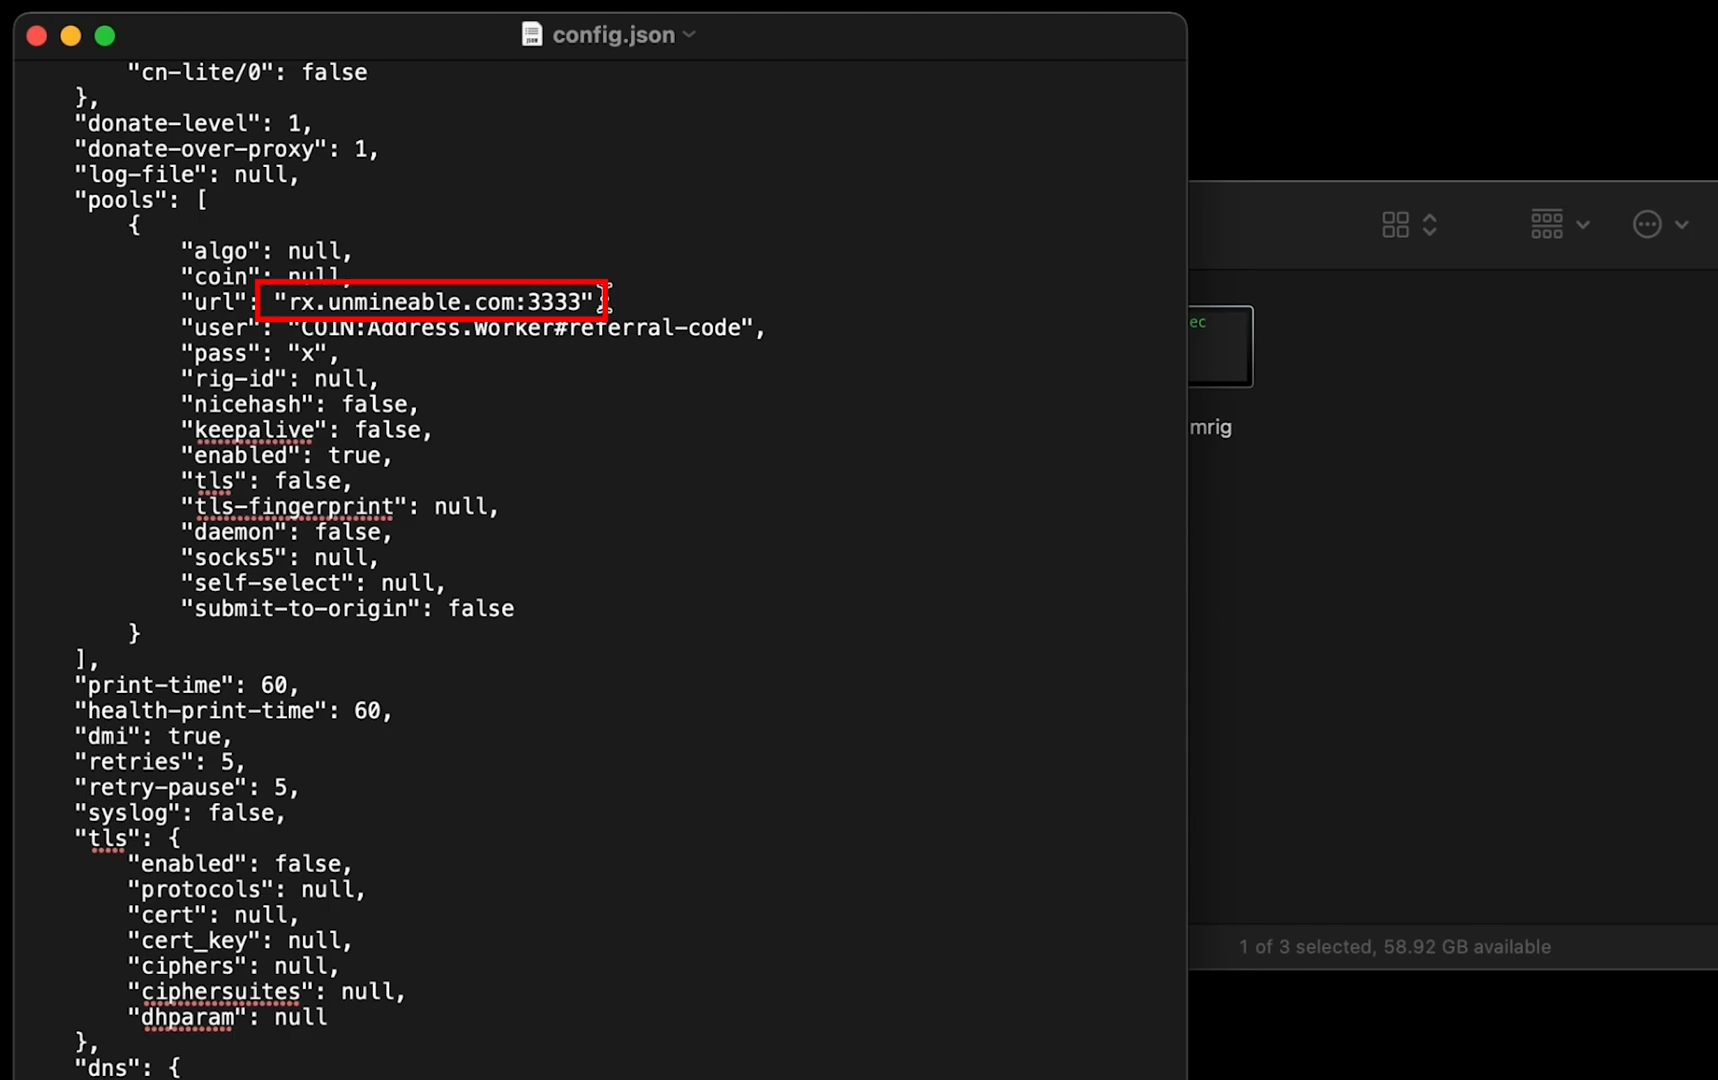 config.json
"cn-lite/0": false
},
"donate-level": 1,
"donate-over-proxy": 1,
"log-file": null,
"pools": [
{
"algo": null,
"coin": null,
"url": "rx.unmineable.com:3333",
"user": "COIN:Address.Worker#referral-code",
"pass": "x",
"rig-id": null,
"nicehash": false,
"keepalive": false,
"enabled": true,
"tls": false,
"tls-fingerprint": null,
"daemon": false,
"socks5": null,
"self-select": null,
"submit-to-origin": false
}
],
"print-time": 60,
"health-print-time": 60,
"dmi": true,
"retries": 5,
"retry-pause": 5,
"syslog": false,
"tls": {
"enabled": false,
"protocols": null,
"cert": null,
"cert_key": null,
"ciphers": null,
"ciphersuites": null,
"dhparam": null
},
"dns": {
ec
mrig
1 of 3 selected, 58.92 GB available